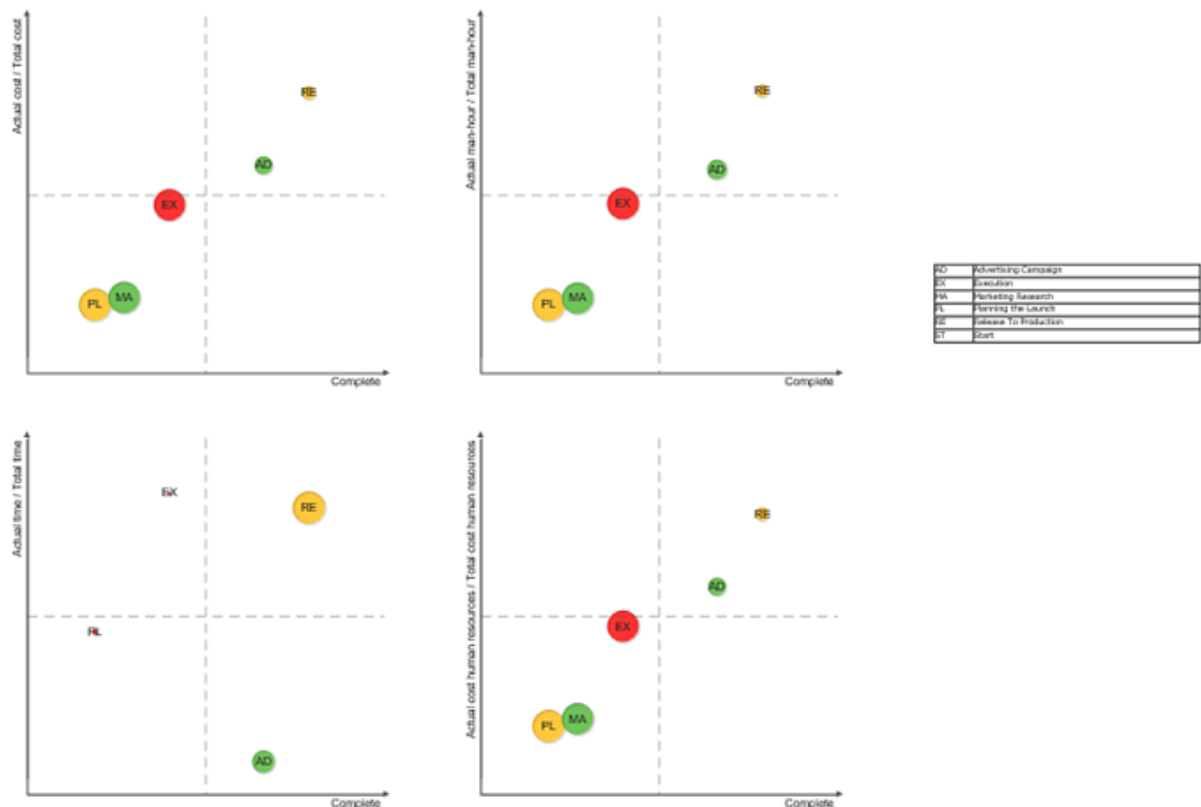 Actual cost / Total cost
RE
AD
EX
PL
MA
Complete
Actual man-hour / Total man-hour
RE
AD
EX
PL
MA
Complete
AD Advertising Campaign
EX Execution
MA Marketing Research
PL Planning the Launch
RE Release To Production
ST Start
Actual time / Total time
EX
RE
PL
AD
Complete
Actual cost human resources / Total cost human resources
RE
AD
EX
PL
MA
Complete